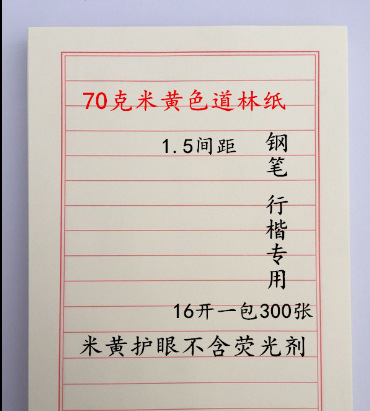 70克米黄色道林纸
1.5间距
钢笔 行楷专用
16开一包300张
米黄护眼不含荧光剂